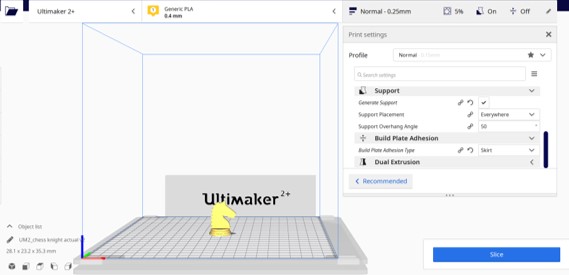 Ultimaker 2+
Generic PLA
0.4 mm
Normal - 0.25mm
5%
On
Off
Print settings
Profile
Normal
Search settings
Support
Generate Support
Support Placement
Everywhere
Support Overhang Angle
50
Build Plate Adhesion
Build Plate Adhesion Type
Skirt
Dual Extrusion
Recommended
Ultimaker 2+
Object list
UM2_chess knight actual
28.1 x 23.2 x 35.3 mm
Slice